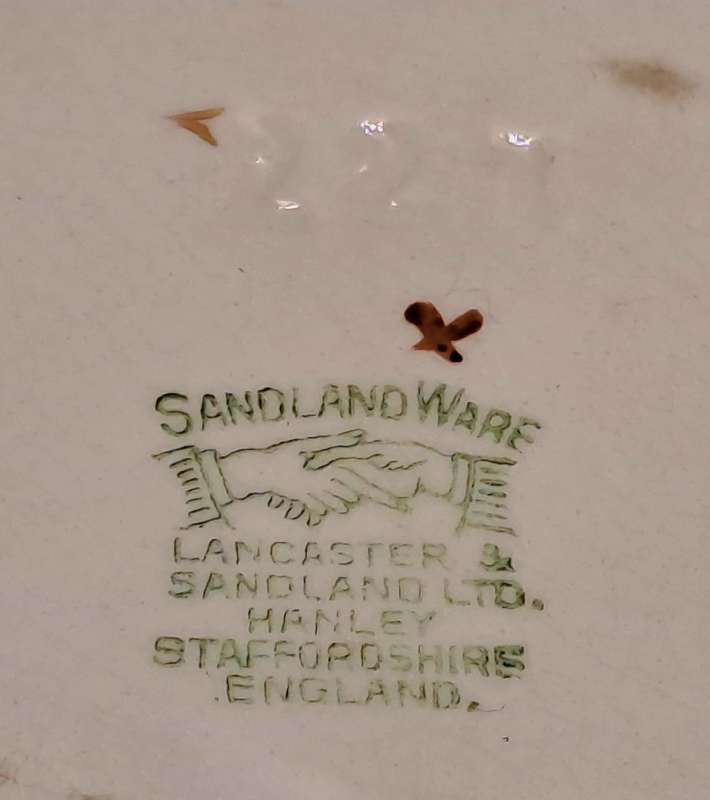 SANDLAND WARE
LANCASTER &
SANDLAND LTD.
HANLEY
STAFFORDSHIRE
ENGLAND.